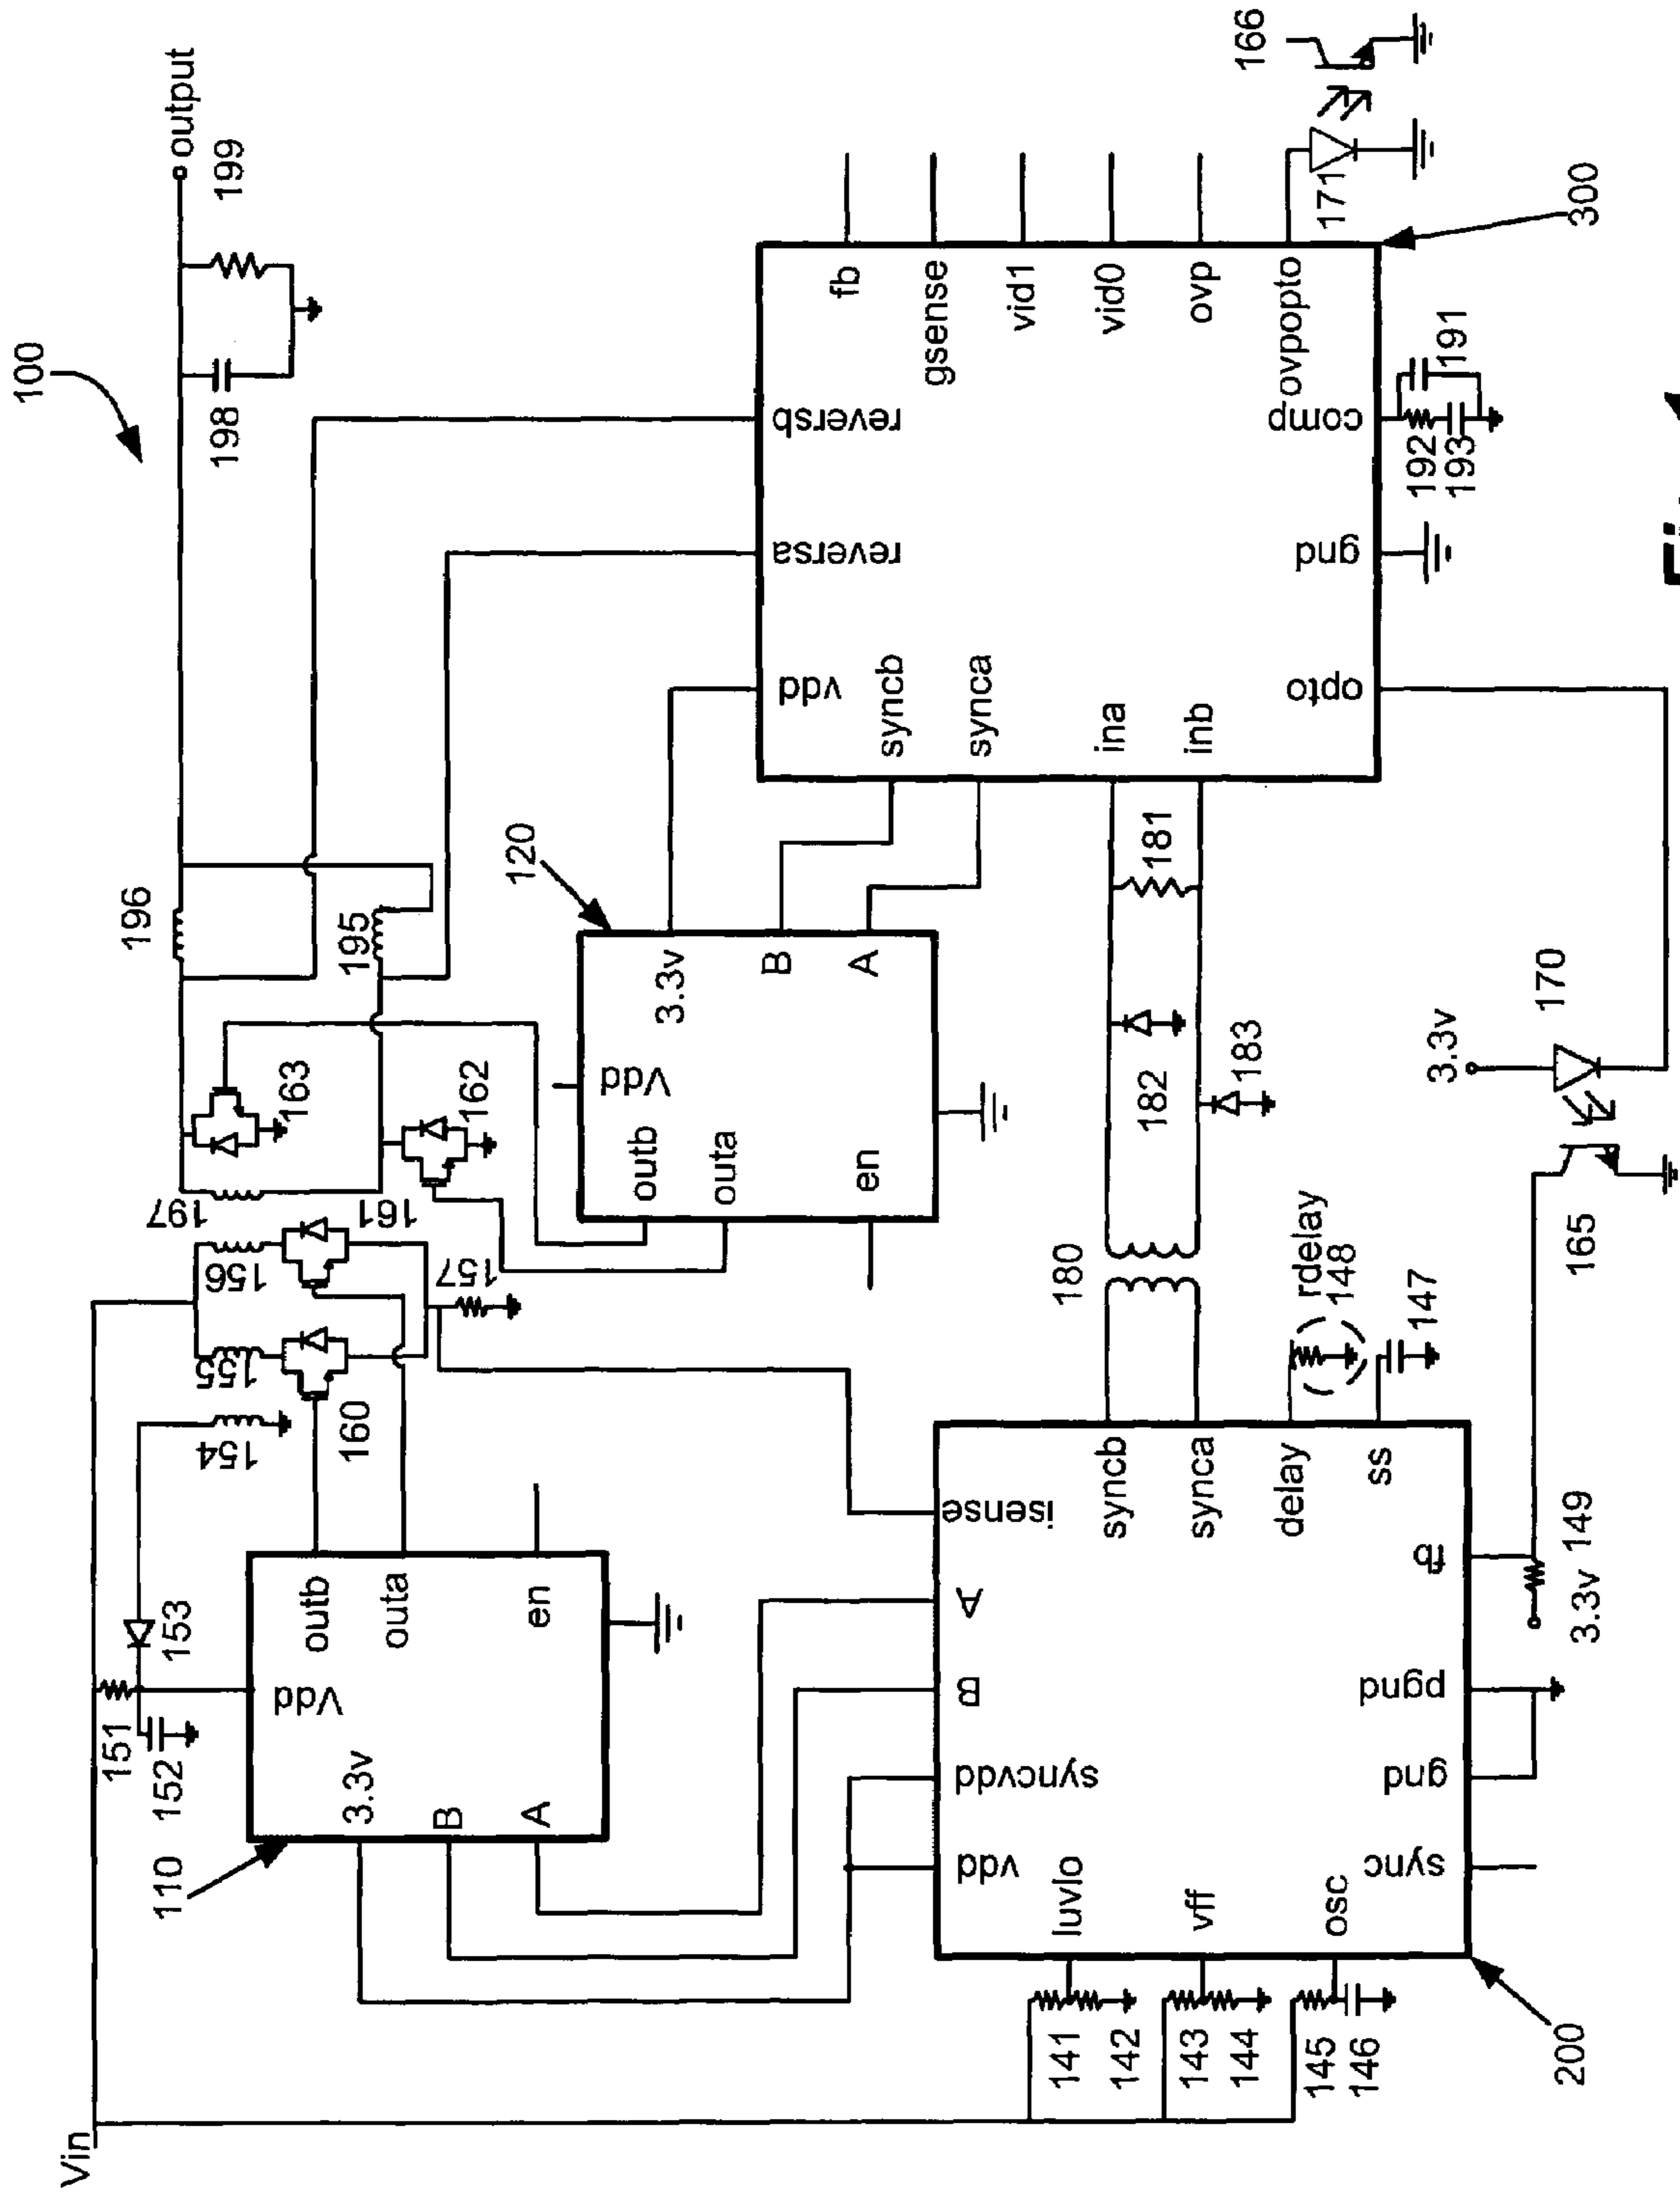 100
output
199
198
196
195
163
162
197
161
156
157
155
160
154
153
151
152
Vin
110
Vdd
outb
outa
en
3.3v
B
A
120
Vdd
3.3v
B
A
outb
outa
en
200
isense
A
B
syncvdd
vdd
luvlo
vff
osc
syncb
synca
delay
ss
fb
pgnd
gnd
sync
141
142
143
144
145
146
rdelay
148
147
149
3.3v
165
170
3.3v
180
182
183
181
300
reversb
reversa
vdd
syncb
synca
ina
inb
opto
gnd
comp
fb
gsense
vid1
vid0
ovp
ovpopto
192
193
191
171
166